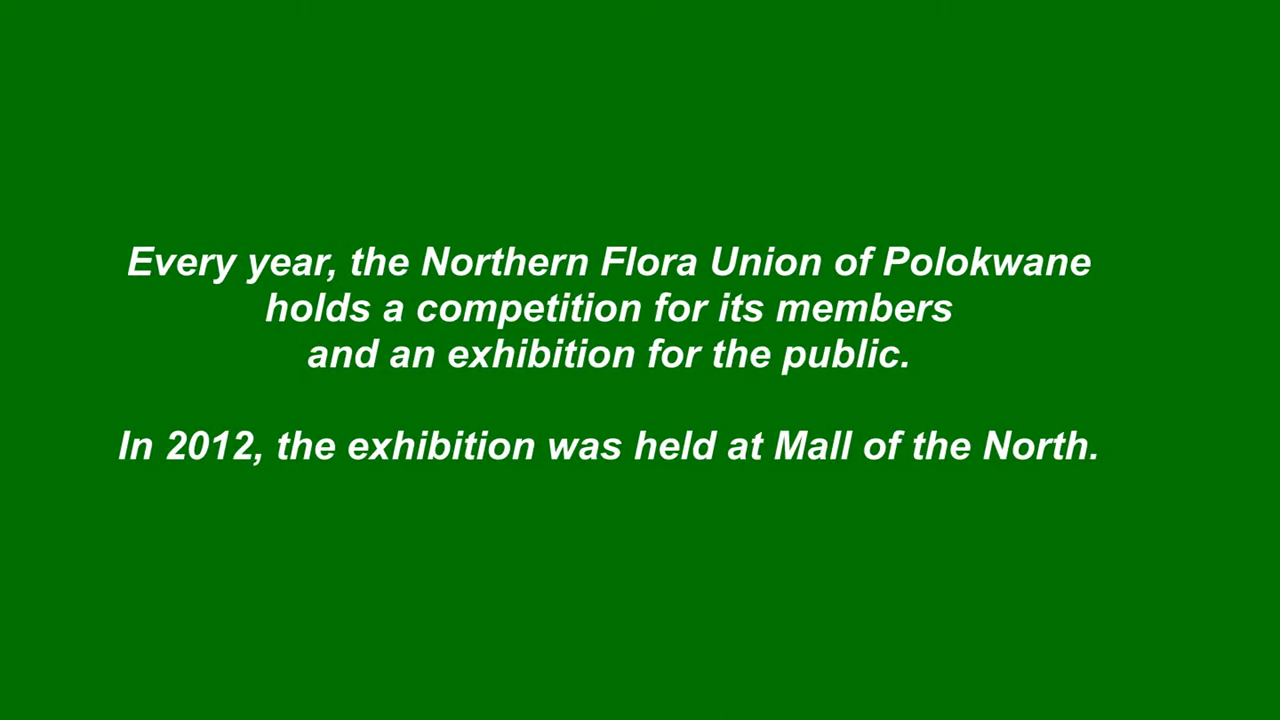 Every year, the Northern Flora Union of Polokwane
holds a competition for its members
and an exhibition for the public.
In 2012, the exhibition was held at Mall of the North.